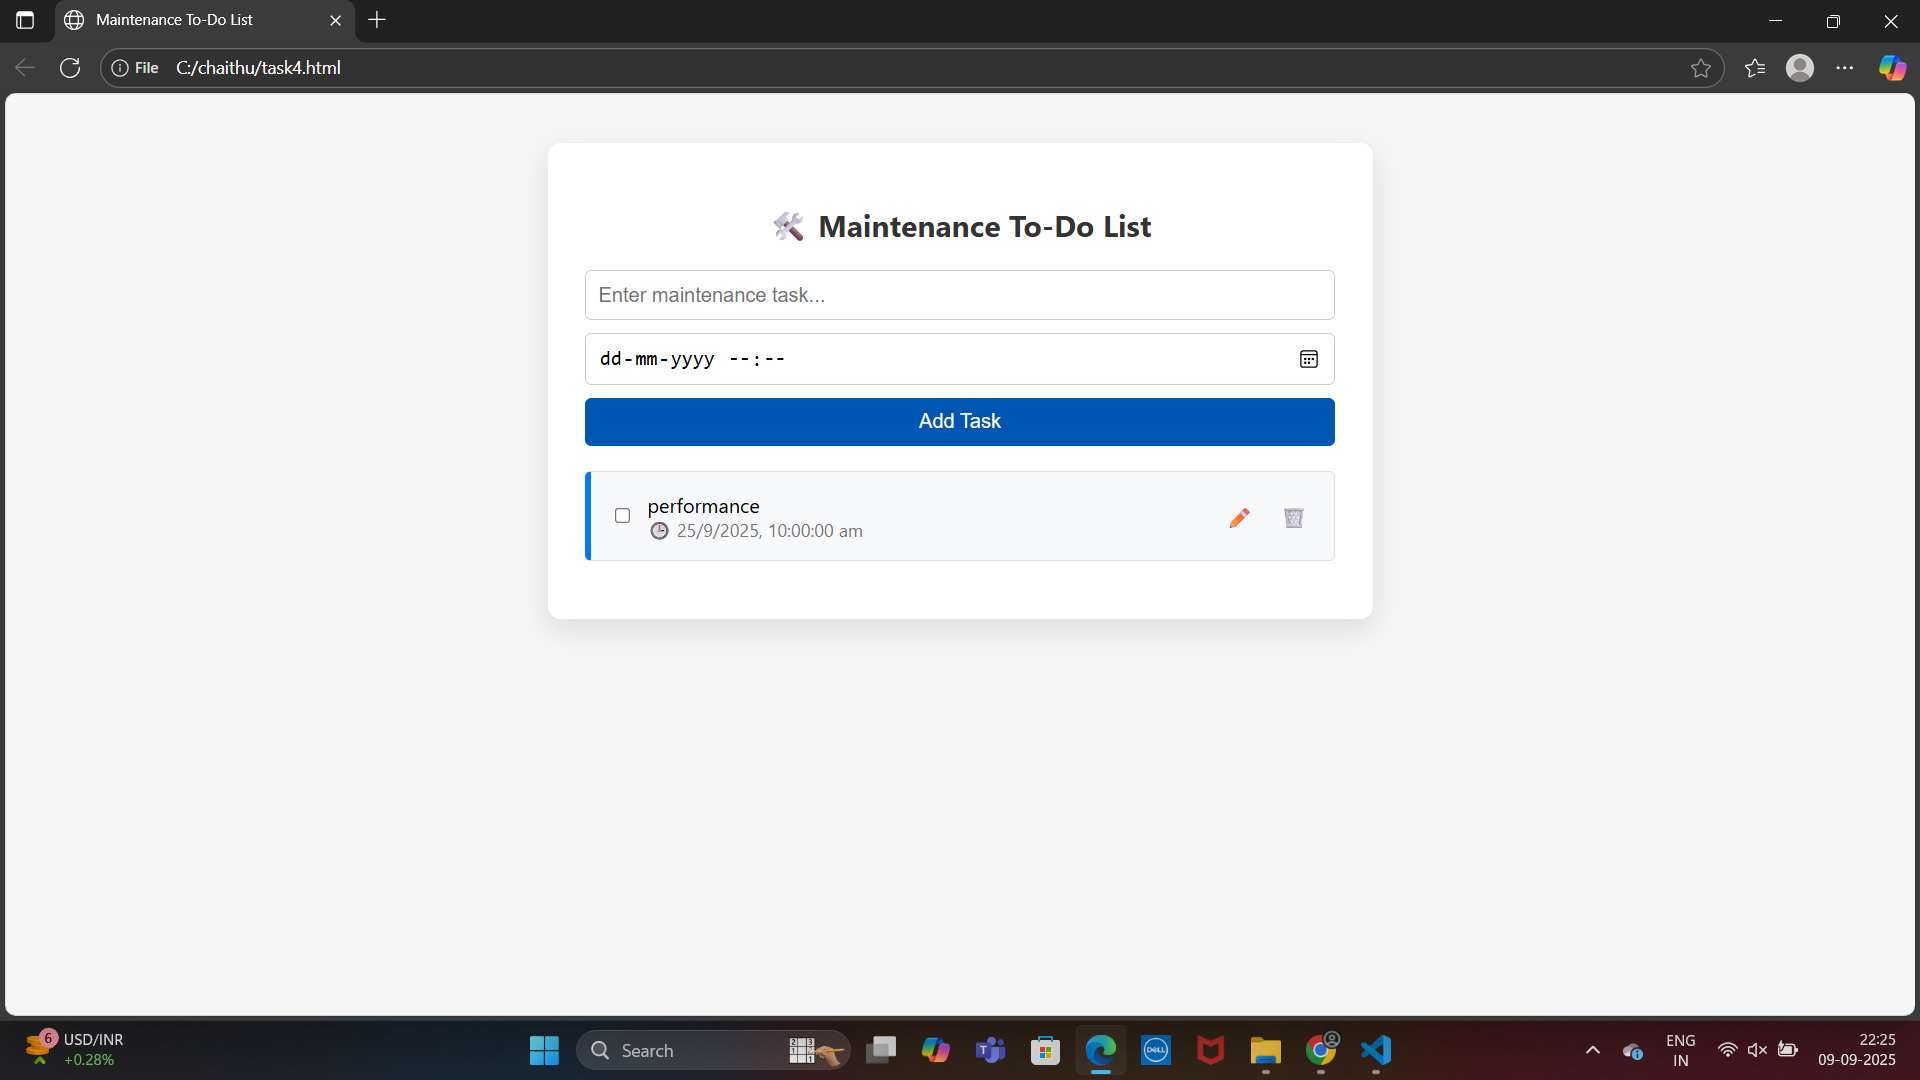 Maintenance To-Do List
File C:/chaithu/task4.html
🛠️ Maintenance To-Do List
Enter maintenance task...
dd-mm-yyyy --:--
Add Task
performance
🕒 25/9/2025, 10:00:00 am
6 USD/INR
+0.28%
Search
DELL
ENG
IN
22:25
09-09-2025